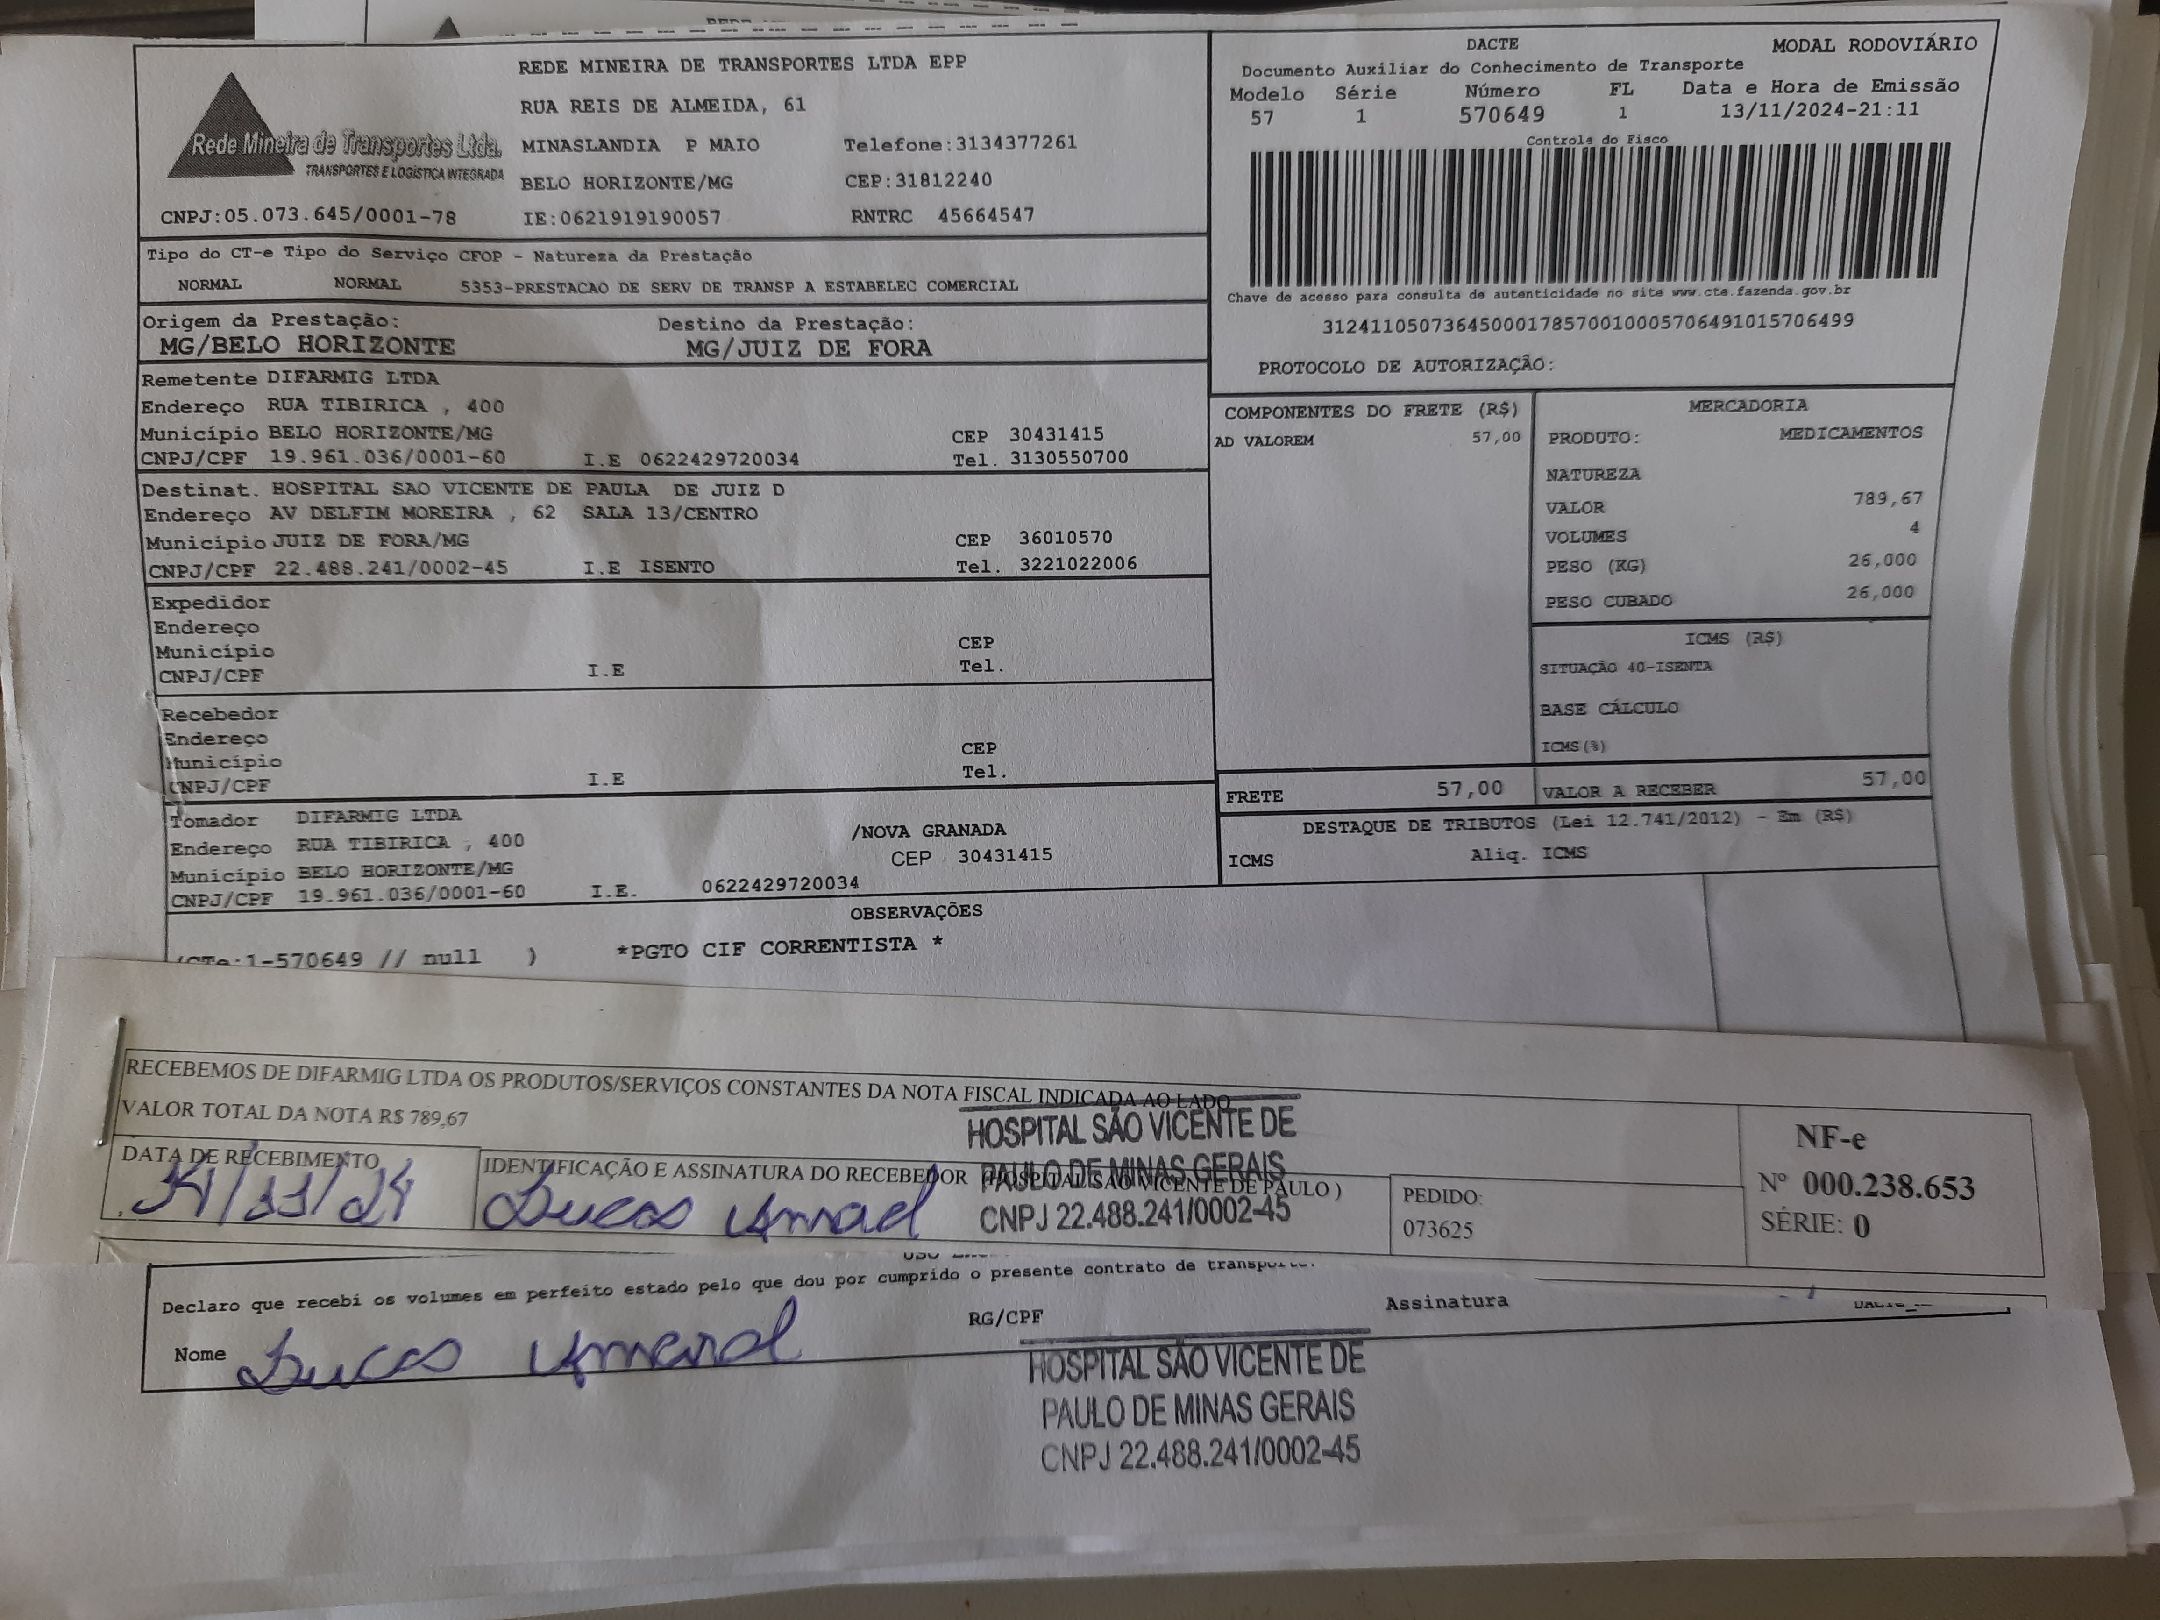 REDE MINEIRA DE TRANSPORTES LTDA EPP
RUA REIS DE ALMEIDA, 61
MINASLANDIA P MAIO Telefone:3134377261
BELO HORIZONTE/MG CEP:31812240
CNPJ:05.073.645/0001-78 IE:0621919190057 RNTRC 45664547
Rede Mineira de Transportes Ltda.
TRANSPORTES E LOGÍSTICA INTEGRADA
DACTE MODAL RODOVIÁRIO
Documento Auxiliar do Conhecimento de Transporte
Modelo Série Número FL Data e Hora de Emissão
57 1 570649 1 13/11/2024-21:11
Controle do Fisco
Chave de acesso para consulta de autenticidade no site www.cte.fazenda.gov.br
31241105073645000178570010005706491015706499
PROTOCOLO DE AUTORIZAÇÃO:
Tipo do CT-e Tipo do Serviço CFOP - Natureza da Prestação
NORMAL NORMAL 5353-PRESTACAO DE SERV DE TRANSP A ESTABELEC COMERCIAL
Origem da Prestação: Destino da Prestação:
MG/BELO HORIZONTE MG/JUIZ DE FORA
Remetente DIFARMIG LTDA
Endereço RUA TIBIRICA , 400
Município BELO HORIZONTE/MG CEP 30431415
CNPJ/CPF 19.961.036/0001-60 I.E 0622429720034 Tel. 3130550700
Destinat. HOSPITAL SAO VICENTE DE PAULA DE JUIZ D
Endereço AV DELFIM MOREIRA , 62 SALA 13/CENTRO
Município JUIZ DE FORA/MG CEP 36010570
CNPJ/CPF 22.488.241/0002-45 I.E ISENTO Tel. 3221022006
Expedidor
Endereço
Município CEP
CNPJ/CPF I.E Tel.
Recebedor
Endereço
Município CEP
CNPJ/CPF I.E Tel.
Tomador DIFARMIG LTDA
Endereço RUA TIBIRICA , 400 /NOVA GRANADA
Município BELO HORIZONTE/MG CEP 30431415
CNPJ/CPF 19.961.036/0001-60 I.E. 0622429720034
COMPONENTES DO FRETE (R$)
AD VALOREM 57,00
MERCADORIA
PRODUTO: MEDICAMENTOS
NATUREZA
VALOR 789,67
VOLUMES 4
PESO (KG) 26,000
PESO CUBADO 26,000
ICMS (R$)
SITUAÇÃO 40-ISENTA
BASE CÁLCULO
ICMS(%)
FRETE 57,00 VALOR A RECEBER 57,00
DESTAQUE DE TRIBUTOS (Lei 12.741/2012) - Em (R$)
ICMS Aliq. ICMS
OBSERVAÇÕES
(CTe:1-570649 // null ) *PGTO CIF CORRENTISTA *
RECEBEMOS DE DIFARMIG LTDA OS PRODUTOS/SERVIÇOS CONSTANTES DA NOTA FISCAL INDICADA AO LADO
VALOR TOTAL DA NOTA R$ 789,67
DATA DE RECEBIMENTO
14/11/24
IDENTIFICAÇÃO E ASSINATURA DO RECEBEDOR (HOSPITAL SAO VICENTE DE PAULO )
Lucas Amaral
HOSPITAL SÃO VICENTE DE
PAULO DE MINAS GERAIS
CNPJ 22.488.241/0002-45
PEDIDO:
073625
NF-e
Nº 000.238.653
SÉRIE: 0
Declaro que recebi os volumes em perfeito estado pelo que dou por cumprido o presente contrato de transporte.
Nome Lucas Amaral RG/CPF Assinatura
HOSPITAL SÃO VICENTE DE
PAULO DE MINAS GERAIS
CNPJ 22.488.241/0002-45